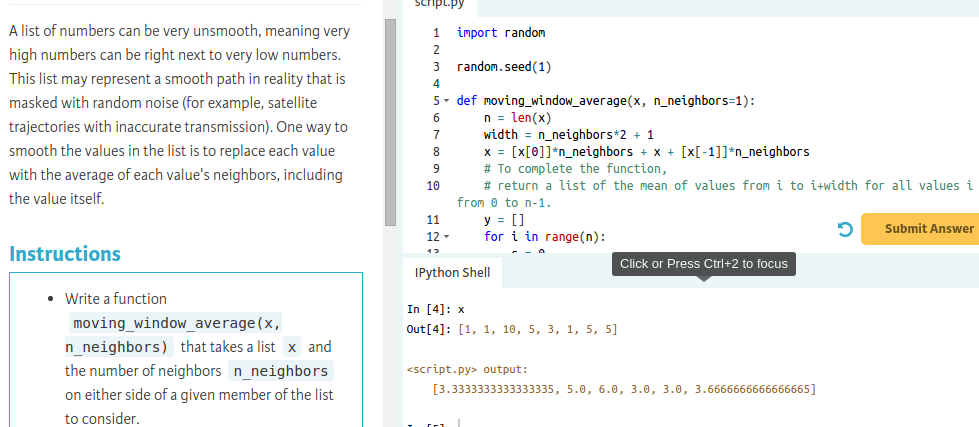 A list of numbers can be very unsmooth, meaning very
high numbers can be right next to very low numbers.
This list may represent a smooth path in reality that is
masked with random noise (for example, satellite
trajectories with inaccurate transmission). One way to
smooth the values in the list is to replace each value
with the average of each value's neighbors, including
the value itself.
Instructions
• Write a function
moving_window_average(x,
n_neighbors) that takes a list x and
the number of neighbors n_neighbors
on either side of a given member of the list
to consider.
script.py
1 import random
2
3 random.seed(1)
4
5 def moving_window_average(x, n_neighbors=1):
6 n = len(x)
7 width = n_neighbors*2 + 1
8 x = [x[0]]*n_neighbors + x + [x[-1]]*n_neighbors
9 # To complete the function,
10 # return a list of the mean of values from i to i+width for all values i
from 0 to n-1.
11 y = []
12 for i in range(n):
Submit Answer
Click or Press Ctrl+2 to focus
IPython Shell
In [4]: x
Out[4]: [1, 1, 10, 5, 3, 1, 5, 5]
<script.py> output:
[3.3333333333333335, 5.0, 6.0, 3.0, 3.0, 3.6666666666666665]